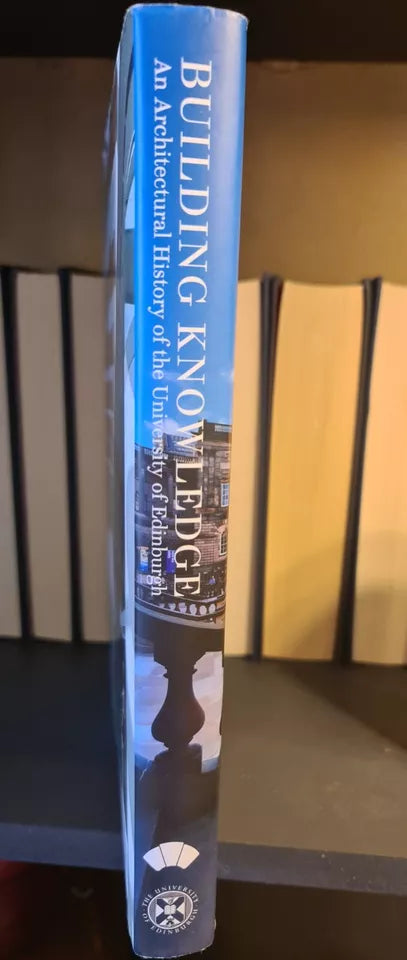 BUILDING KNOWLEDGE
An Architectural History of the University of Edinburgh
THE UNIVERSITY
OF EDINBURGH